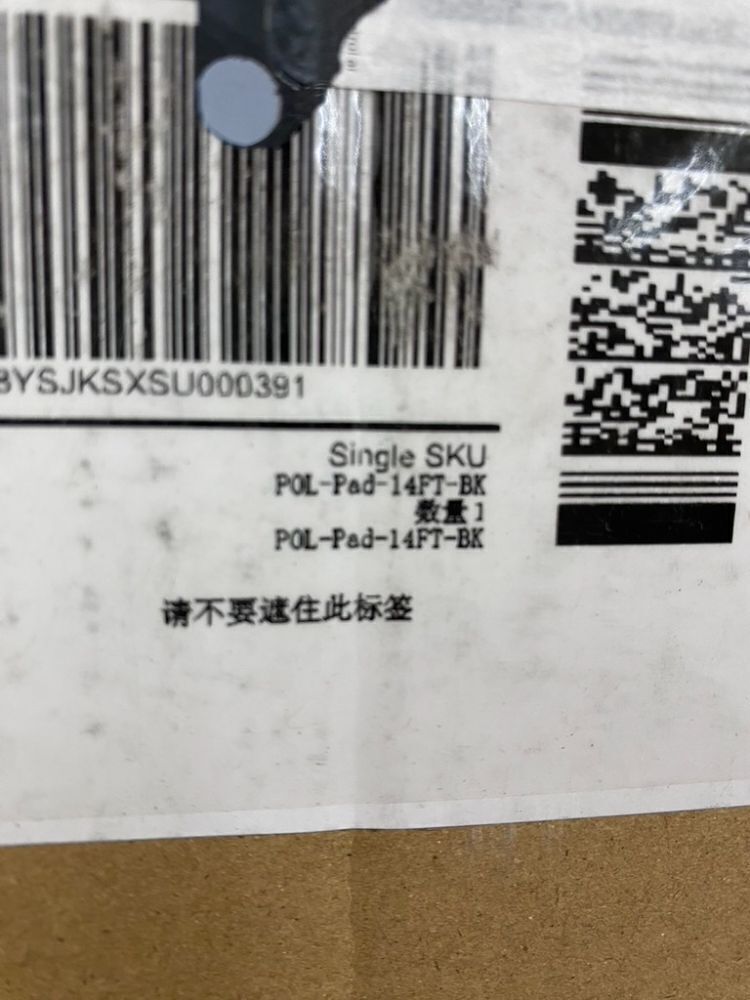 BYSJKSXSU000391
Single SKU
POL-Pad-14FT-BK
数量 1
POL-Pad-14FT-BK
请不要遮住此标签